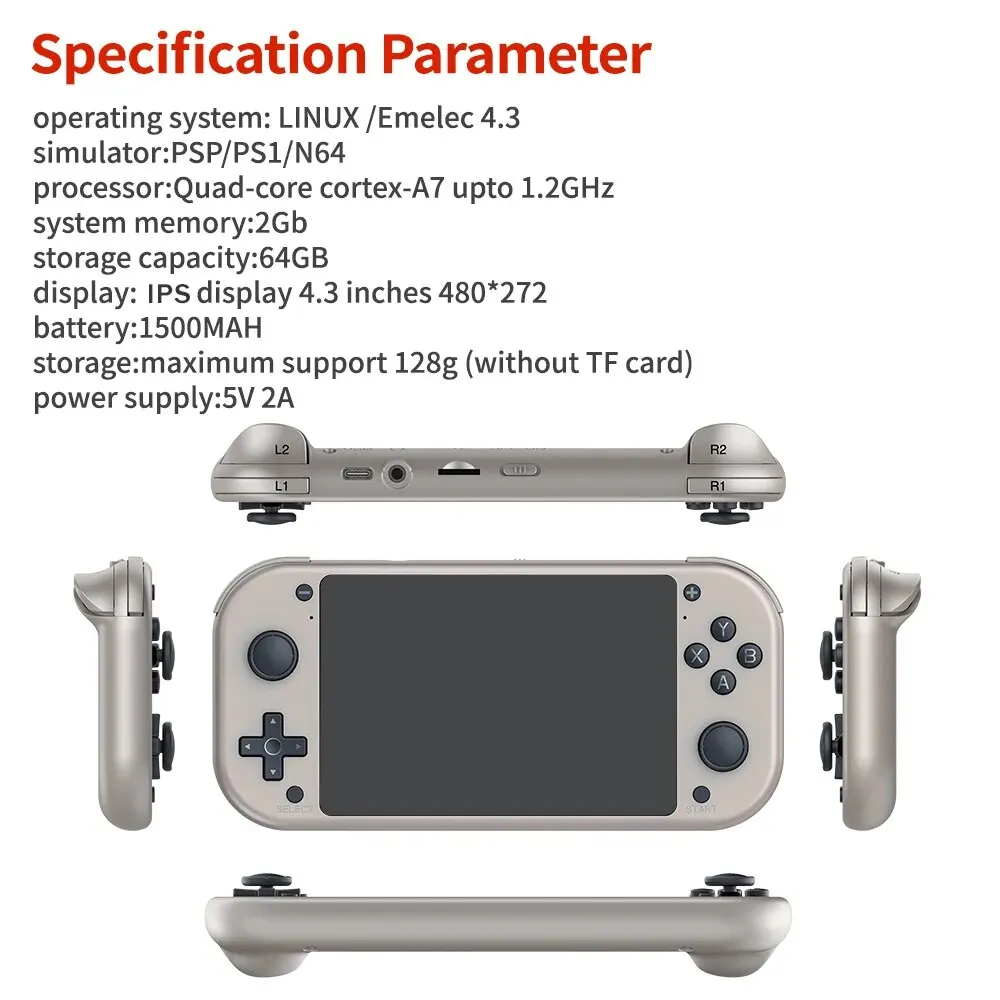 Specification Parameter
operating system: LINUX /Emelec 4.3
simulator:PSP/PS1/N64
processor:Quad-core cortex-A7 upto 1.2GHz
system memory:2Gb
storage capacity:64GB
display: IPS display 4.3 inches 480*272
battery:1500MAH
storage:maximum support 128g (without TF card)
power supply:5V 2A
L2 R2
L1 R1
Y
X B
A
SELECT START